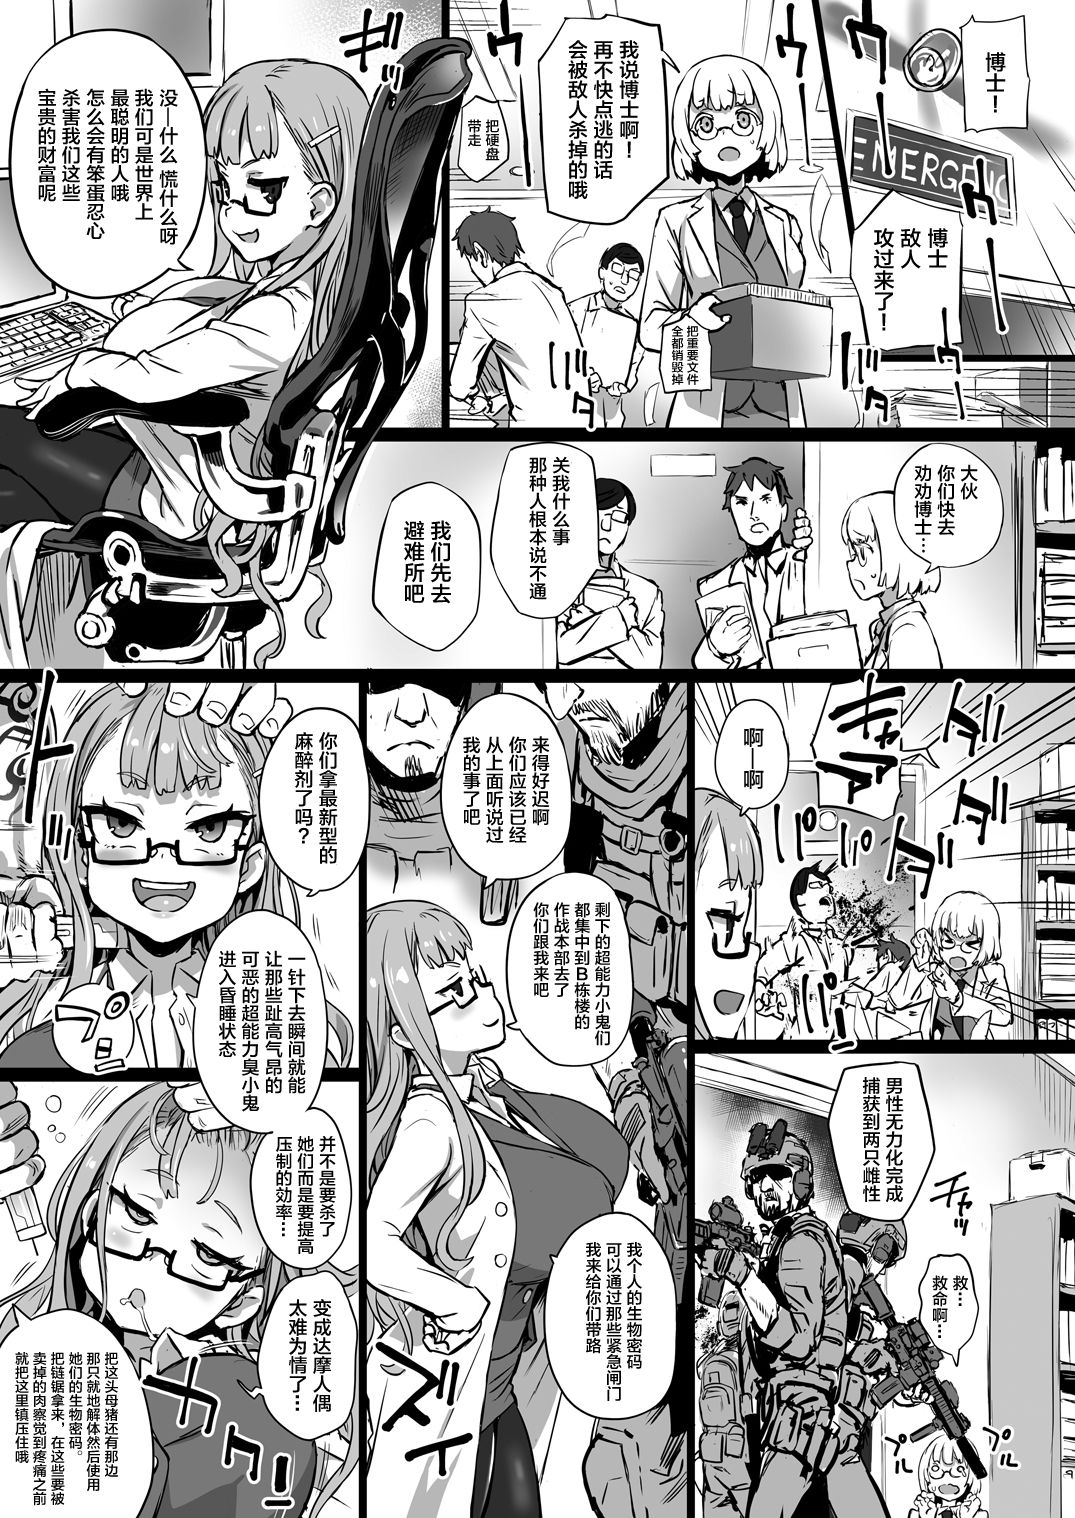 博士！
EMERGENC
博士
敌人
攻过来了！
我说博士啊！
再不快点逃的话
会被敌人杀掉的哦
把硬盘
带走
把重要文件
全都销毁掉
没—什么 慌什么呀
我们可是世界上
最聪明的人哦
怎么会有笨蛋忍心
杀害我们这些
宝贵的财富呢
大伙
你们快去
劝劝博士…
关我什么事
那种人根本说不通
我们先去
避难所吧
ドドドォ
ギャァァ
啊—啊
男性无力化完成
捕获到两只雌性
チャッ
救…
救命啊…
プルプル
来得好迟啊
你们应该已经
从上面听说过
我的事了吧
剩下的超能力小鬼们
都集中到B栋楼的
作战本部去了
你们跟我来吧
我个人的生物密码
可以通过那些紧急闸门
我来给你们带路
你们拿最新型的
麻醉剂了吗？
一针下去瞬间就能
让那些趾高气昂的
可恶的超能力臭小鬼
进入昏睡状态
并不是要杀了
她们而是要提高
压制的效率…
变成达摩人偶
太难为情了…
把这头母猪还有那边
那只就地解体然后使用
她们的生物密码。
把链锯拿来，在这些要被
卖掉的肉察觉到疼痛之前
就把这里镇压住哦